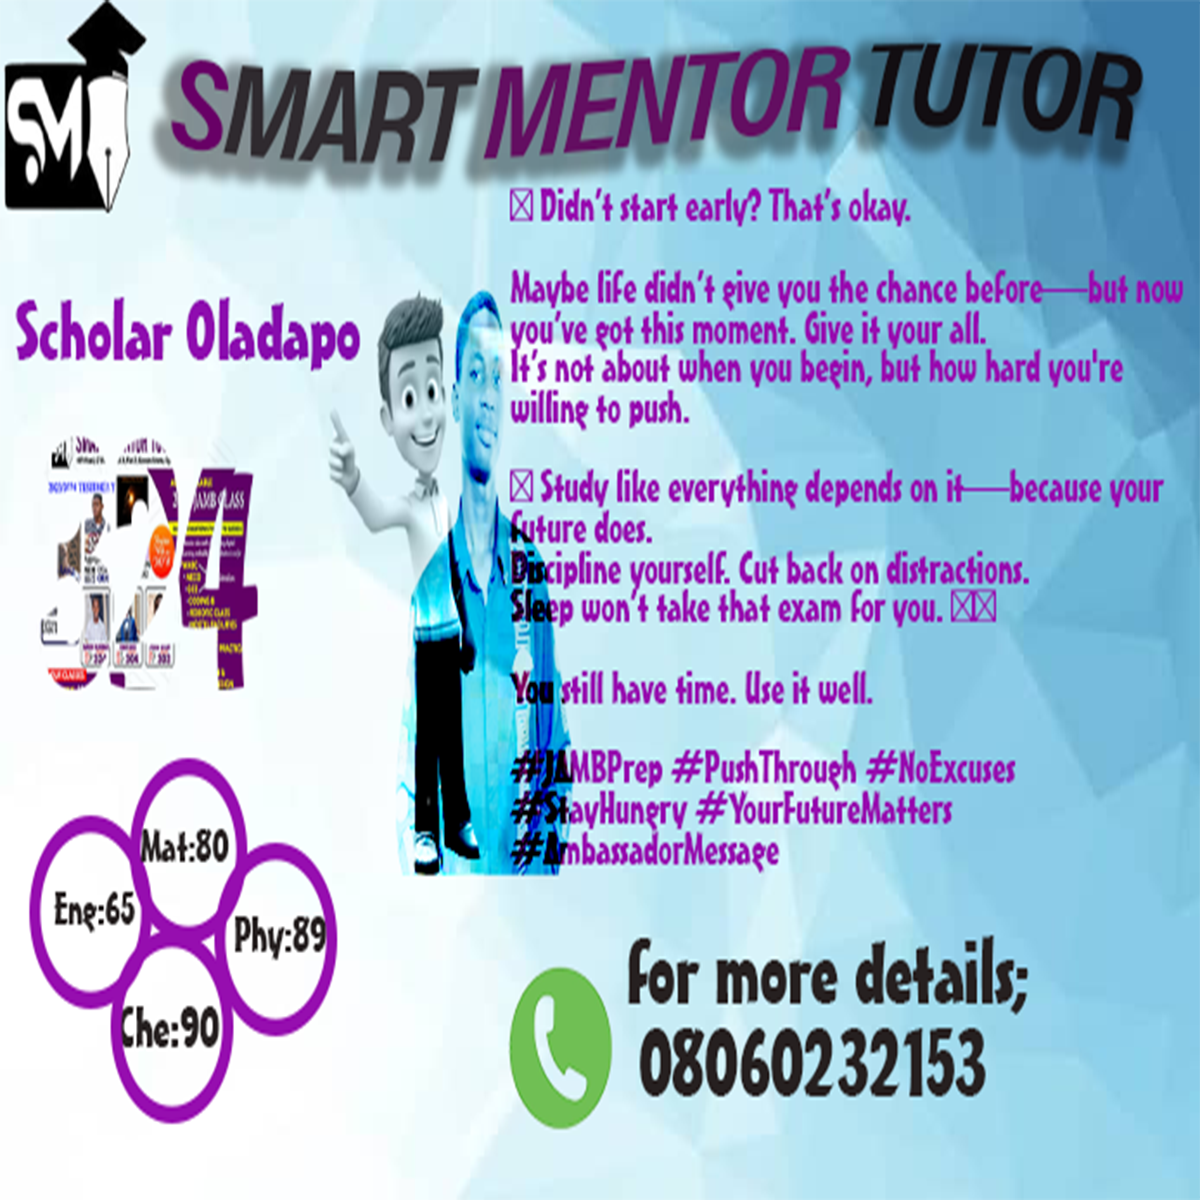 SM
SMART MENTOR TUTOR
Didn't start early? That's okay.
Maybe life didn't give you the chance before—but now
you've got this moment. Give it your all.
It's not about when you begin, but how hard you're
willing to push.
Study like everything depends on it—because your
future does.
Discipline yourself. Cut back on distractions.
Sleep won't take that exam for you.
You still have time. Use it well.
#JAMBPrep #PushThrough #NoExcuses
#StayHungry #YourFutureMatters
#AmbassadorMessage
Scholar Oladapo
324
Mat:80
Eng:65
Phy:89
Che:90
for more details;
08060232153